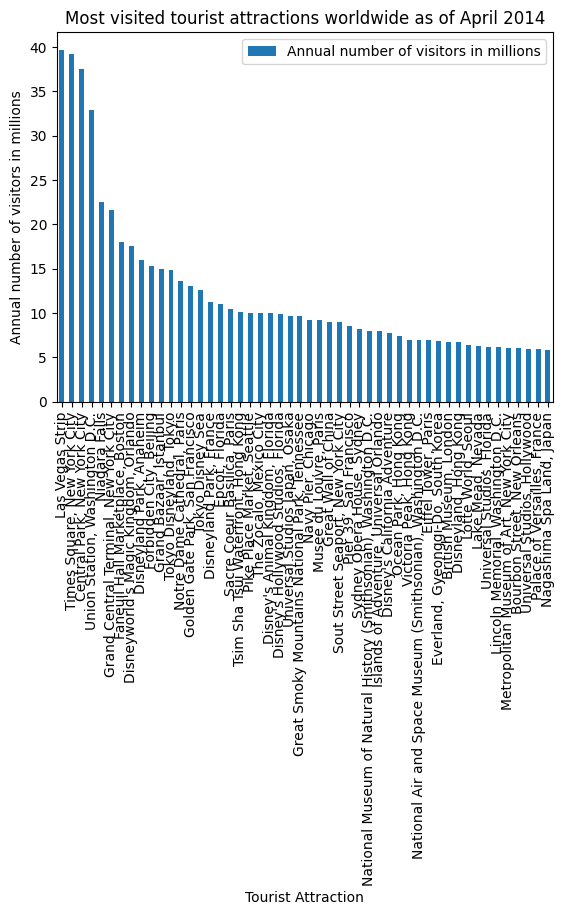 Most visited tourist attractions worldwide as of April 2014
Annual number of visitors in millions
Annual number of visitors in millions
40
35
30
25
20
15
10
5
0
Las Vegas Strip
Times Square, New York City
Central Park, New York City
Union Station, Washington D.C.
Niagara Falls
Grand Central Terminal, New York City
Faneuil Hall Marketplace, Boston
Disneyworld's Magic Kingdom, Orlando
Disneyland Park, Anaheim
Forbidden City, Beijing
Grand Bazaar, Istanbul
Tokyo Disneyland, Tokyo
Notre Dame Cathedral, Paris
Golden Gate Park, San Francisco
Tokyo Disney Sea
Disneyland Park, France
Epcot, Florida
Sacre Coeur Basilica, Paris
Tsim Sha Tsui Waterfront, Hong Kong
Pike Place Market, Seattle
The Zocalo, Mexico City
Disney's Animal Kingdom, Florida
Disney's Hollywood Studios, Florida
Universal Studios Japan, Osaka
Great Smoky Mountains National Park, Tennessee
Navy Pier, Chicago
Musee du Louvre, Paris
Great Wall of China
Sout Street Seaport, New York City
Pier 39, San Francisco
Sydney Opera House, Sydney
National Museum of Natural History (Smithsonian), Washington D.C.
Islands of Adventure, Universal Orlando
Disney's California Adventure
Ocean Park, Hong Kong
Victoria Peak, Hong Kong
National Air and Space Museum (Smithsonian), Washington D.C.
Eiffel Tower, Paris
Everland, Gyeonggi-Do, South Korea
British Museum, London
Disneyland, Hong Kong
Lotte World, Seoul
Lake Mead, Nevada
Universal Studios, Florida
Lincoln Memorial, Washington D.C.
Metropolitan Museum of Art, New York City
Bourbon Street, New Orleans
Universal Studios, Hollywood
Palace of Versailles, France
Nagashima Spa Land, Japan
Tourist Attraction